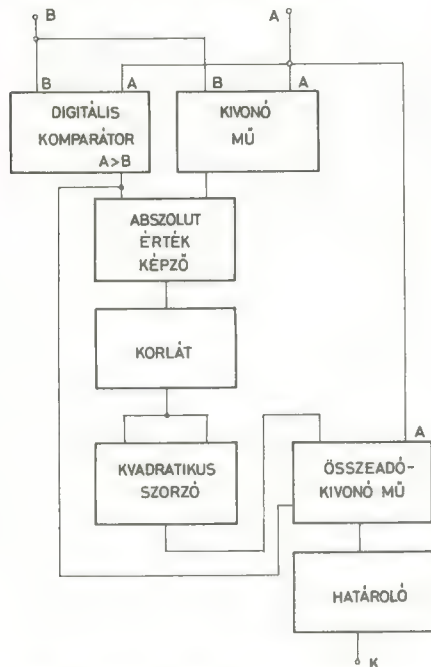 B
A
B
A
B
A
DIGITÁLIS
KOMPARÁTOR
A>B
KIVONÓ
MŰ
ABSZOLUT
ÉRTÉK
KÉPZŐ
KORLÁT
KVADRATIKUS
SZORZÓ
A
ÖSSZEADÓ-
KIVONÓ MŰ
HATÁROLÓ
K